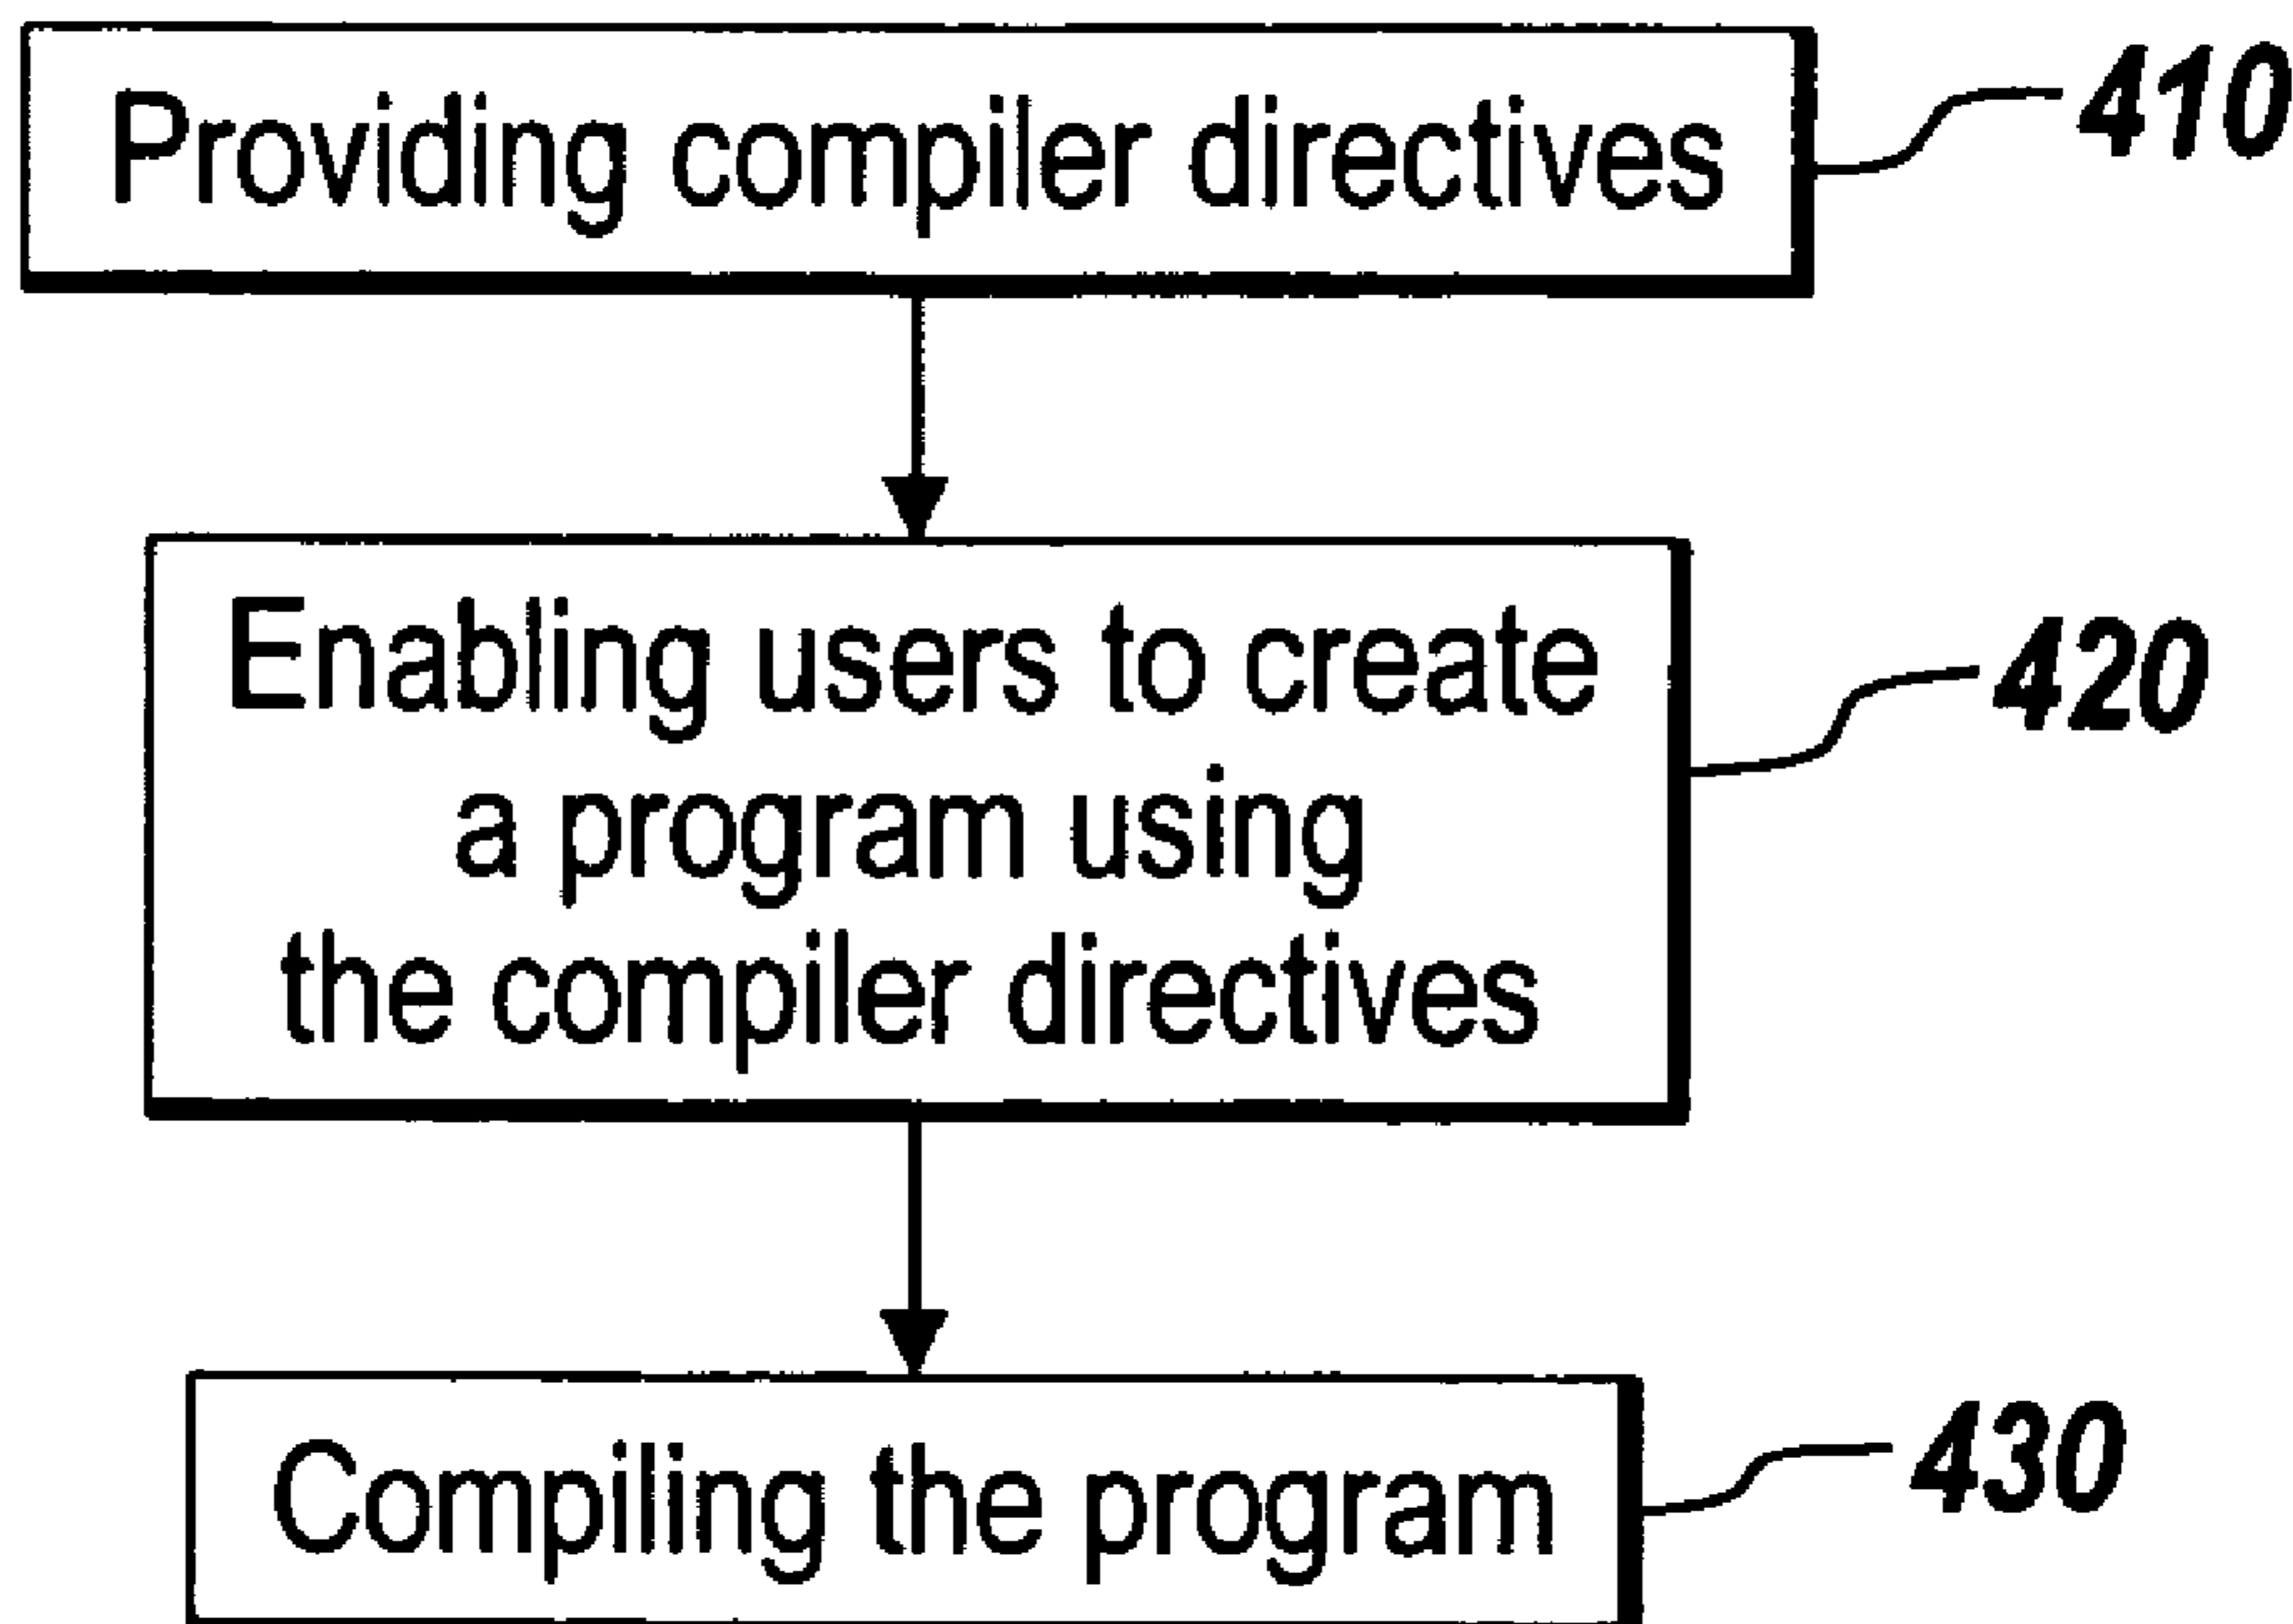 Providing compiler directives
410
Enabling users to create
a program using
the compiler directives
420
Compiling the program
430